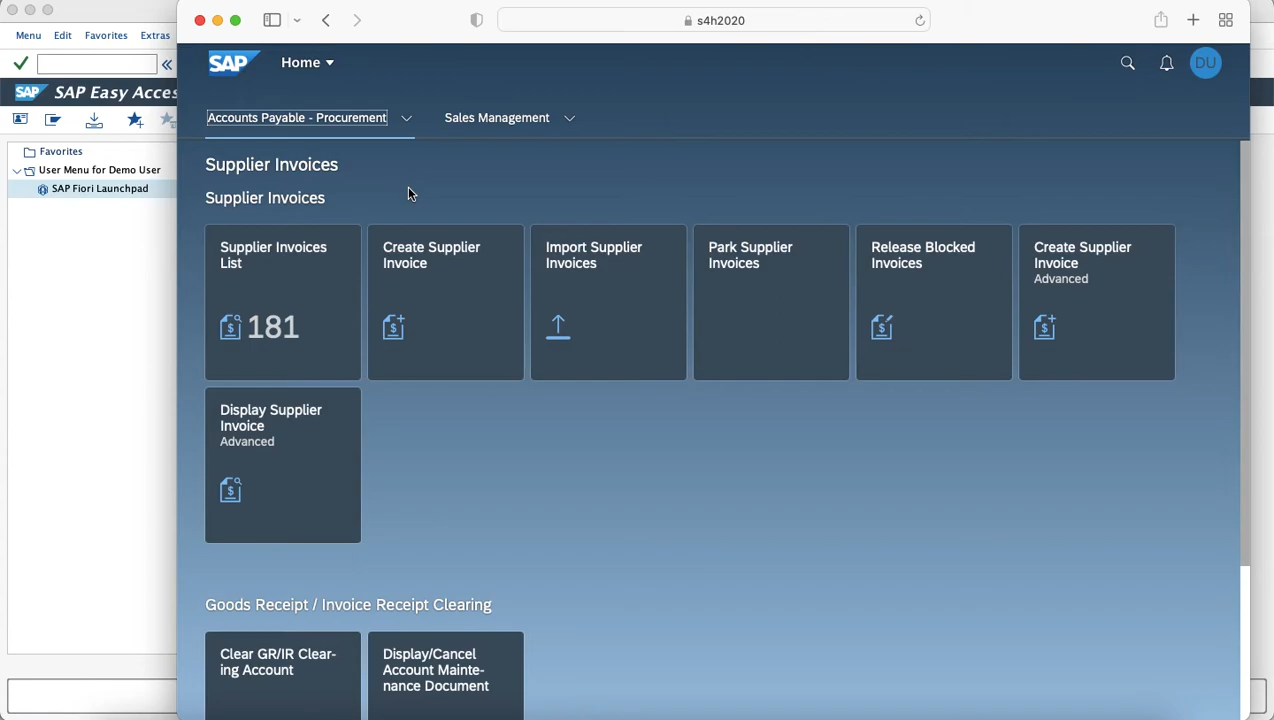 s4h2020
Menu Edit Favorites Extras
SAP Home
DU
SAP SAP Easy Acces
Accounts Payable - Procurement Sales Management
Favorites
User Menu for Demo User
SAP Fiori Launchpad
Supplier Invoices
Supplier Invoices
Supplier Invoices
List
181
Create Supplier
Invoice
Import Supplier
Invoices
Park Supplier
Invoices
Release Blocked
Invoices
Create Supplier
Invoice
Advanced
Display Supplier
Invoice
Advanced
Goods Receipt / Invoice Receipt Clearing
Clear GR/IR Clear-
ing Account
Display/Cancel
Account Mainte-
nance Document